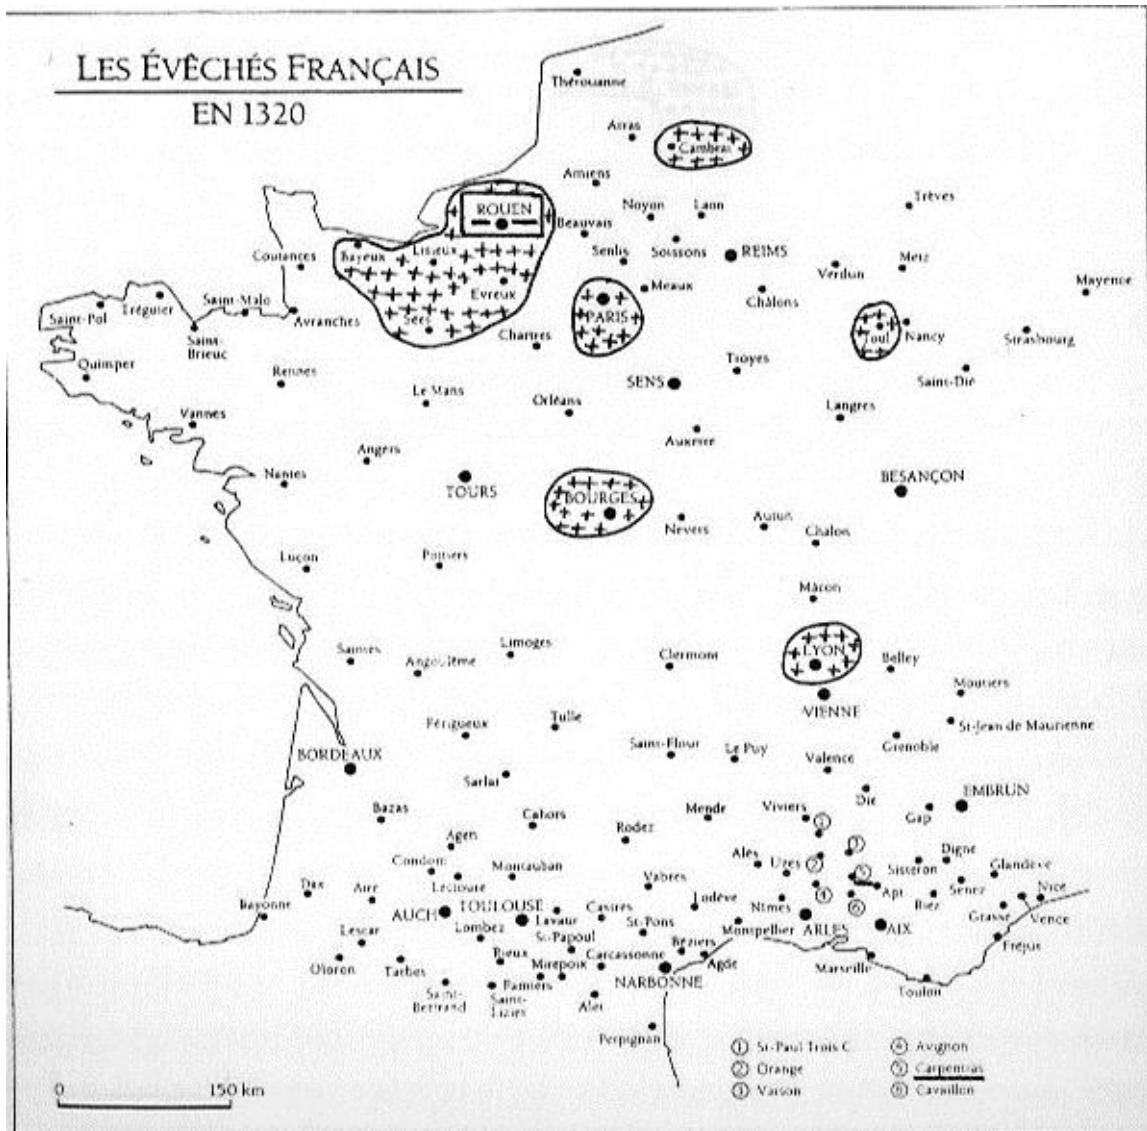 LES ÉVÊCHÉS FRANÇAIS
EN 1320
Thérouanne
Arras
Cambrai
Amiens
Trèves
ROUEN
Noyon
Laon
Beauvais
Bayeux
Lisieux
Senlis
Soissons
REIMS
Coutances
Verdun
Metz
Evreux
Meaux
Châlons
Mayence
Saint-Pol
Tréguier
Saint-Malo
Avranches
Sées
PARIS
Toul
Nancy
Strasbourg
Saint-
Brieuc
Chartres
Quimper
Rennes
Troyes
Saint-Dié
Le Mans
Orléans
SENS
Langres
Vannes
Auxerre
Angers
Nantes
TOURS
BOURGES
BESANÇON
Nevers
Autun
Chalon
Luçon
Poitiers
Mâcon
Saintes
Angoulême
Limoges
Clermont
LYON
Belley
Moutiers
VIENNE
Périgueux
Tulle
St-Jean de Maurienne
Saint-Flour
Le Puy
Grenoble
BORDEAUX
Valence
Sarlat
Die
EMBRUN
Bazas
Cahors
Mende
Viviers
Gap
Agen
Rodez
①
③
Condom
Montauban
Alès
Uzès
②
Sisteron
Digne
Glandève
Dax
Aire
Lectoure
Vabres
⑤
Apt
Senez
Nice
Bayonne
AUCH
TOULOUSE
Lavaur
Castres
Lodève
Nîmes
④
⑥
Riez
Grasse
Vence
Lescar
Lombez
St-Papoul
St-Pons
Montpellier
ARLES
AIX
Fréjus
Oloron
Tarbes
Rieux
Mirepoix
Carcassonne
Béziers
Agde
Marseille
Saint-
Bertrand
Saint-
Lizier
Pamiers
Alet
NARBONNE
Toulon
Perpignan
① St-Paul Trois C.
② Orange
③ Vaison
④ Avignon
⑤ Carpentras
⑥ Cavaillon
0 150 km